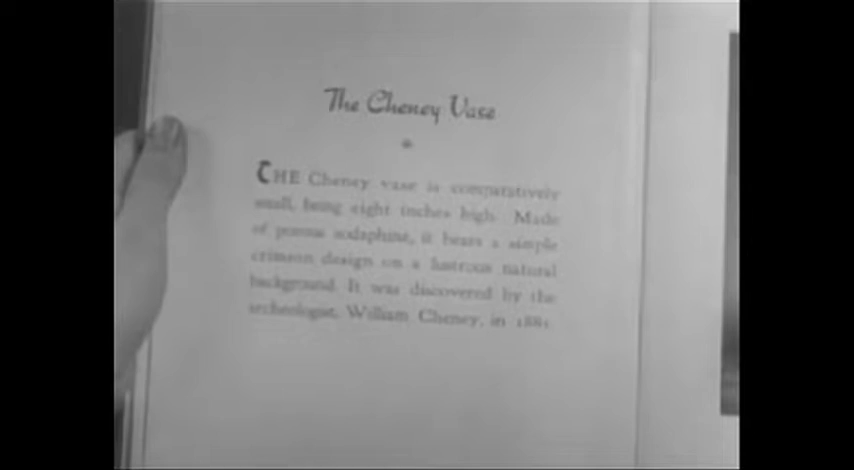 The Cheney Vase
THE Cheney vase is comparatively
small, being eight inches high. Made
of porous sodaphine, it bears a simple
crimson design on a lustrous natural
background. It was discovered by the
archeologist, William Cheney, in 1881.